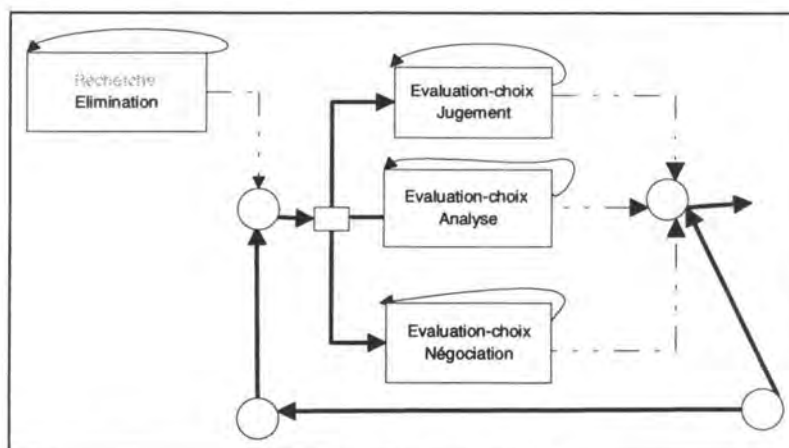 Recherche
Elimination
Evaluation-choix
Jugement
Evaluation-choix
Analyse
Evaluation-choix
Négociation